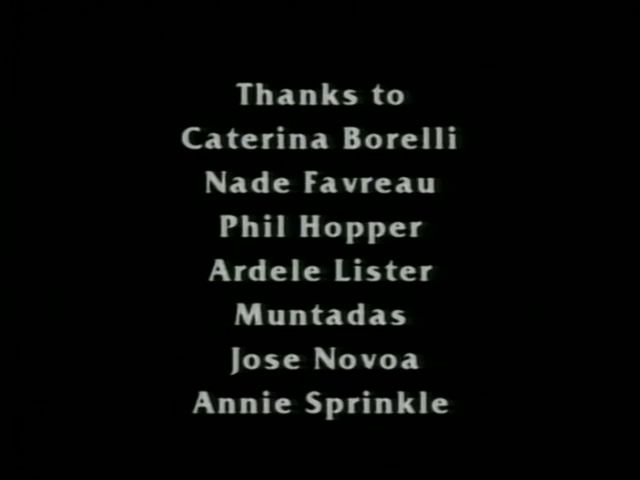 Thanks to
Caterina Borelli
Nade Favreau
Phil Hopper
Ardele Lister
Muntadas
Jose Novoa
Annie Sprinkle